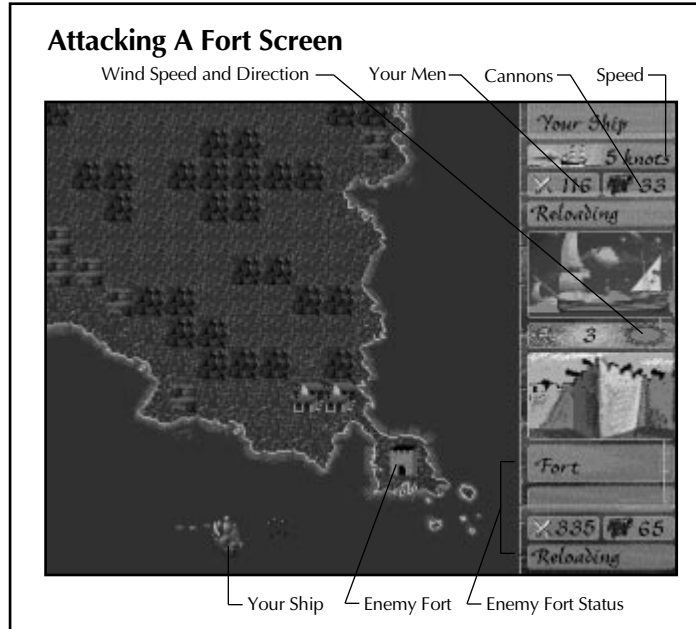 Attacking A Fort Screen
Wind Speed and Direction
Your Men
Cannons
Speed
Your Ship
5 knots
116
33
Reloading
3
Fort
335
65
Reloading
Your Ship
Enemy Fort
Enemy Fort Status